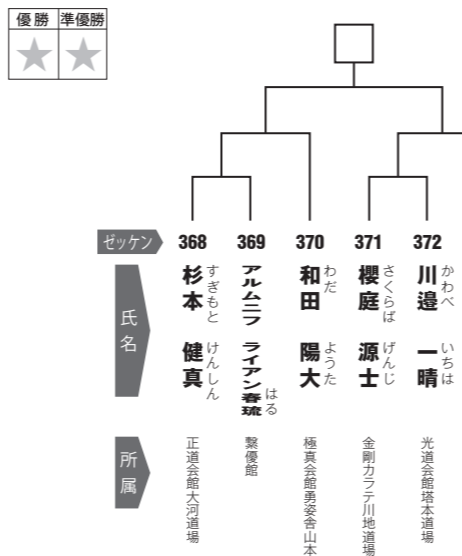 優勝 準優勝
ゼッケン 368 369 370 371 372
氏名
杉本 健真
すぎもと けんしん
アルムニフ ライアン春琉
はる
和田 陽大
わだ ようた
櫻庭 源士
さくらば げんじ
川邉 一晴
かわべ いちは
所属
正道会館大河道場
繋優館
極真会館勇姿舎山本
金剛カラテ川地道場
光道会館塔本道場